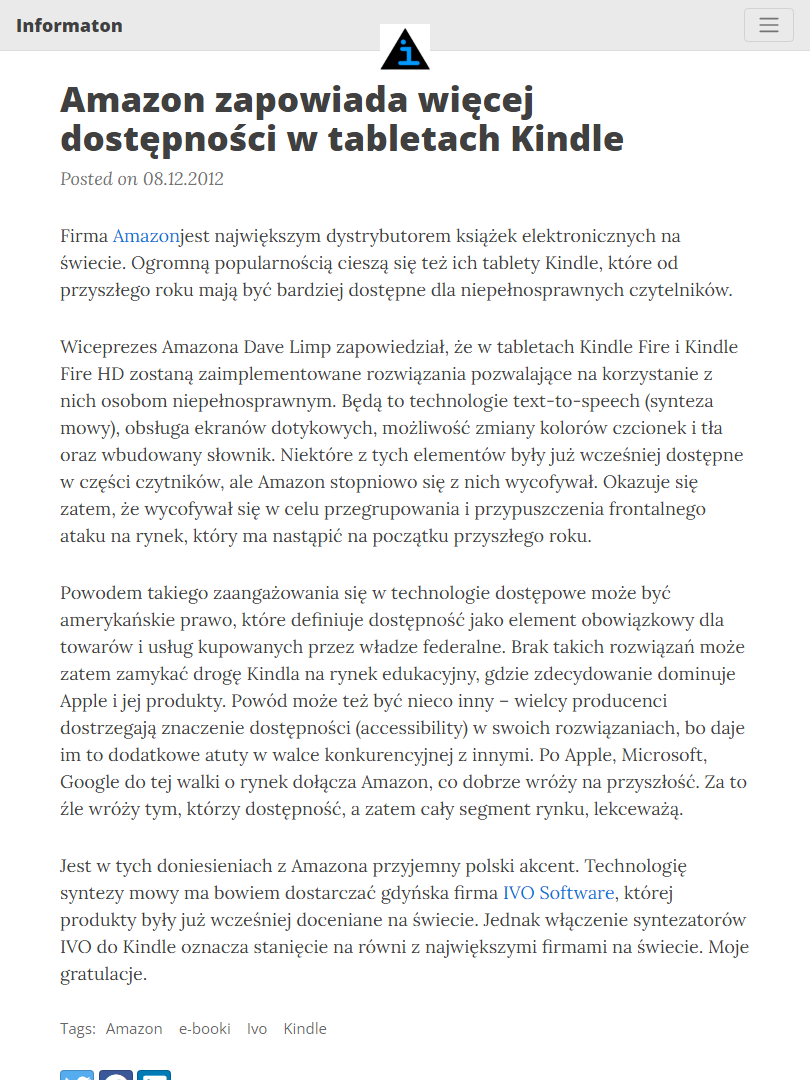 Informaton
i
Amazon zapowiada więcej
dostępności w tabletach Kindle
Posted on 08.12.2012
Firma Amazonjest największym dystrybutorem książek elektronicznych na
świecie. Ogromną popularnością cieszą się też ich tablety Kindle, które od
przyszłego roku mają być bardziej dostępne dla niepełnosprawnych czytelników.
Wiceprezes Amazona Dave Limp zapowiedział, że w tabletach Kindle Fire i Kindle
Fire HD zostaną zaimplementowane rozwiązania pozwalające na korzystanie z
nich osobom niepełnosprawnym. Będą to technologie text-to-speech (synteza
mowy), obsługa ekranów dotykowych, możliwość zmiany kolorów czcionek i tła
oraz wbudowany słownik. Niektóre z tych elementów były już wcześniej dostępne
w części czytników, ale Amazon stopniowo się z nich wycofywał. Okazuje się
zatem, że wycofywał się w celu przegrupowania i przypuszczenia frontalnego
ataku na rynek, który ma nastąpić na początku przyszłego roku.
Powodem takiego zaangażowania się w technologie dostępowe może być
amerykańskie prawo, które definiuje dostępność jako element obowiązkowy dla
towarów i usług kupowanych przez władze federalne. Brak takich rozwiązań może
zatem zamykać drogę Kindla na rynek edukacyjny, gdzie zdecydowanie dominuje
Apple i jej produkty. Powód może też być nieco inny – wielcy producenci
dostrzegają znaczenie dostępności (accessibility) w swoich rozwiązaniach, bo daje
im to dodatkowe atuty w walce konkurencyjnej z innymi. Po Apple, Microsoft,
Google do tej walki o rynek dołącza Amazon, co dobrze wróży na przyszłość. Za to
źle wróży tym, którzy dostępność, a zatem cały segment rynku, lekceważą.
Jest w tych doniesieniach z Amazona przyjemny polski akcent. Technologię
syntezy mowy ma bowiem dostarczać gdyńska firma IVO Software, której
produkty były już wcześniej doceniane na świecie. Jednak włączenie syntezatorów
IVO do Kindle oznacza stanięcie na równi z największymi firmami na świecie. Moje
gratulacje.
Tags: Amazon e-booki Ivo Kindle